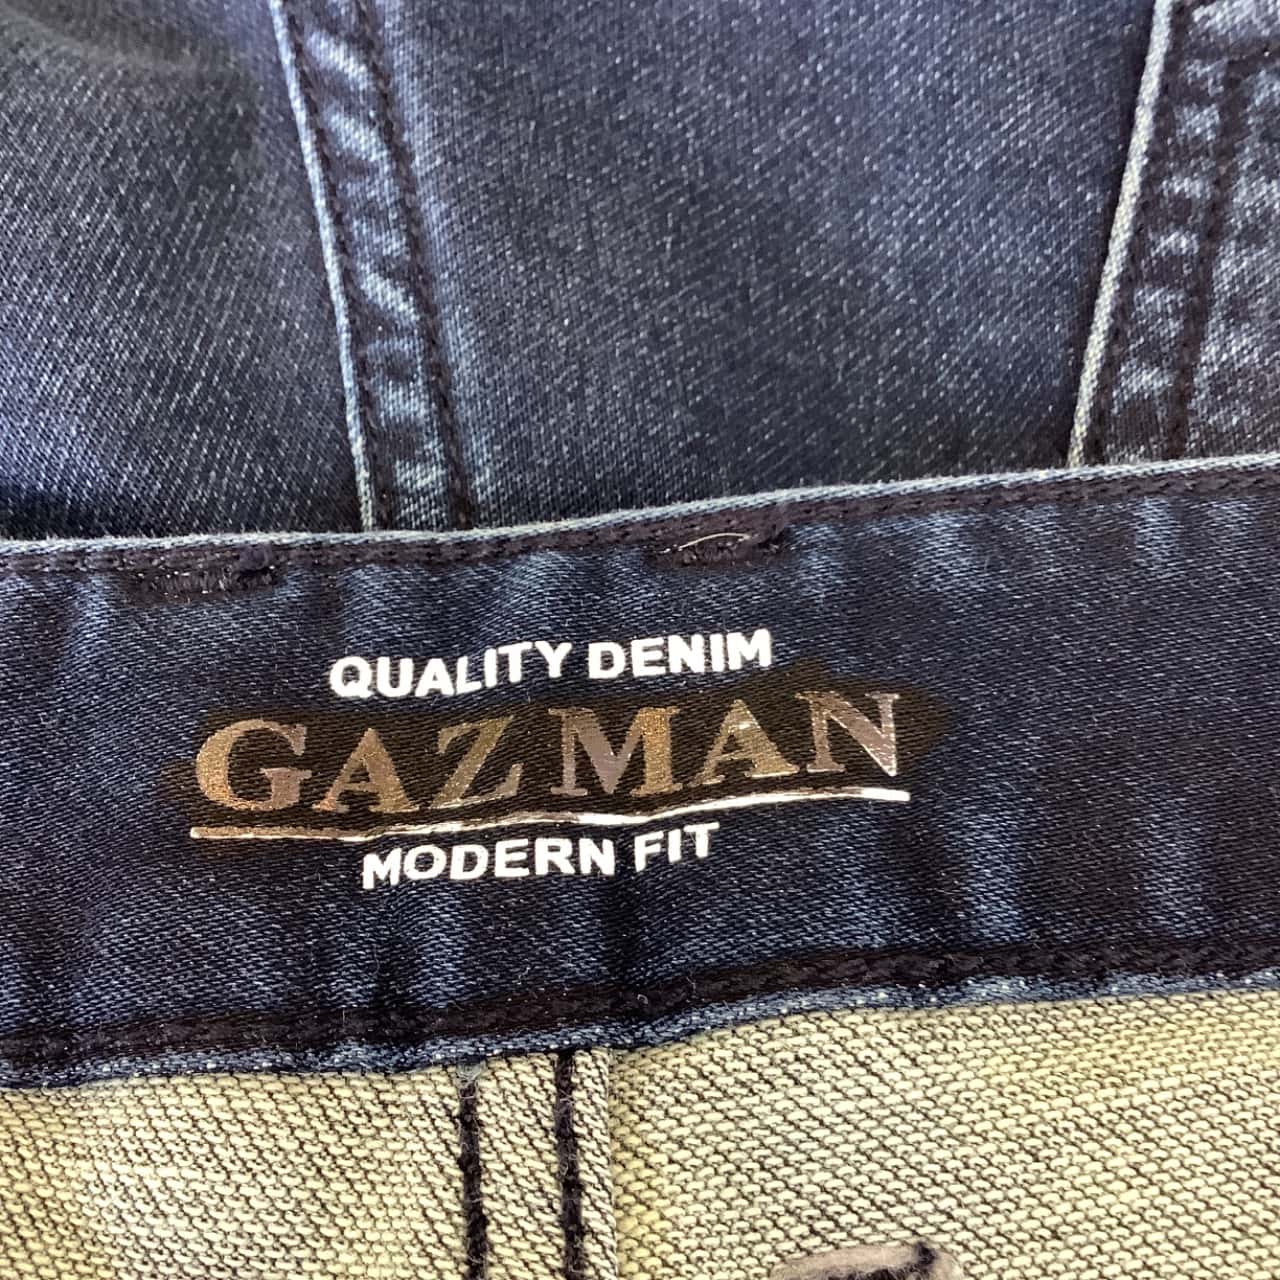 QUALITY DENIM
GAZMAN
MODERN FIT